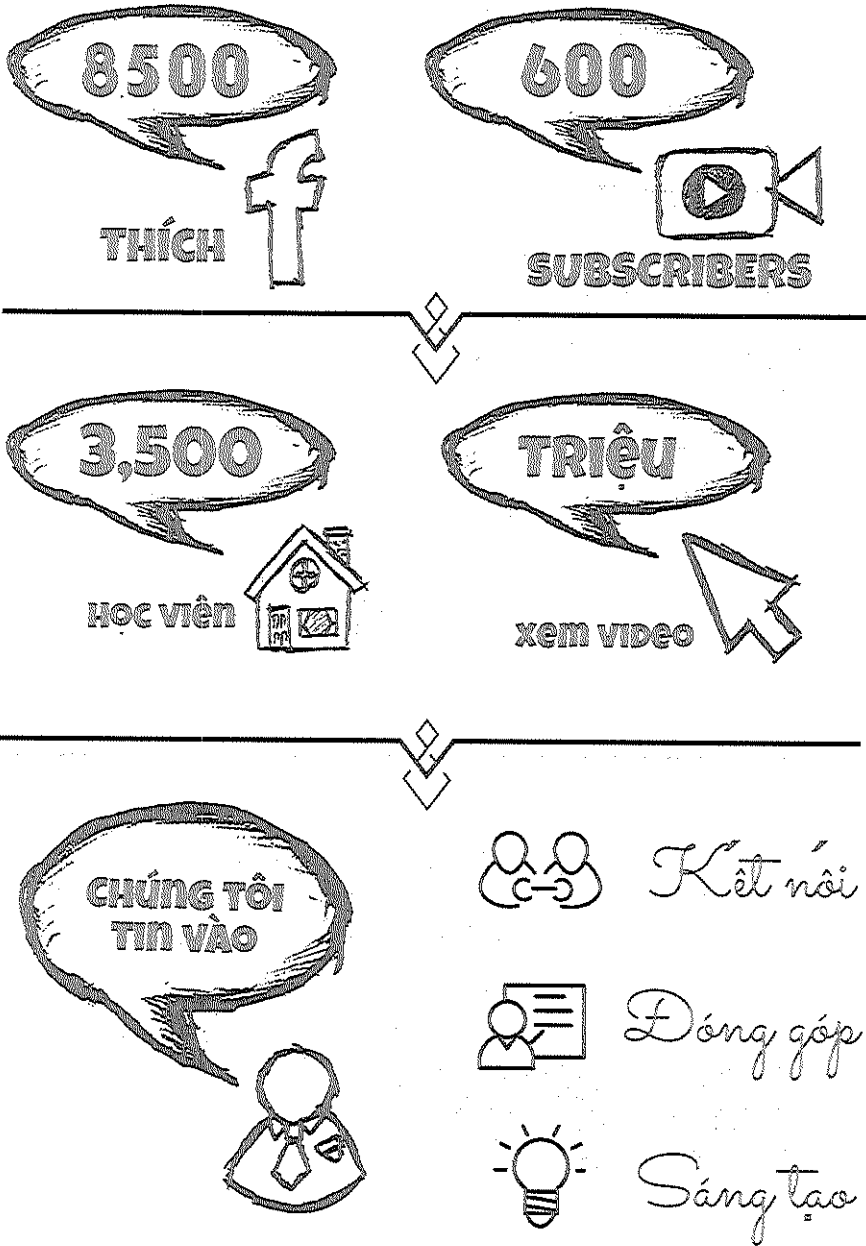 8500
THÍCH
600
SUBSCRIBERS
3,500
HỌC VIÊN
TRIỆU
XEM VIDEO
CHÚNG TÔI
TIN VÀO
Kết nối
Đóng góp
Sáng tạo